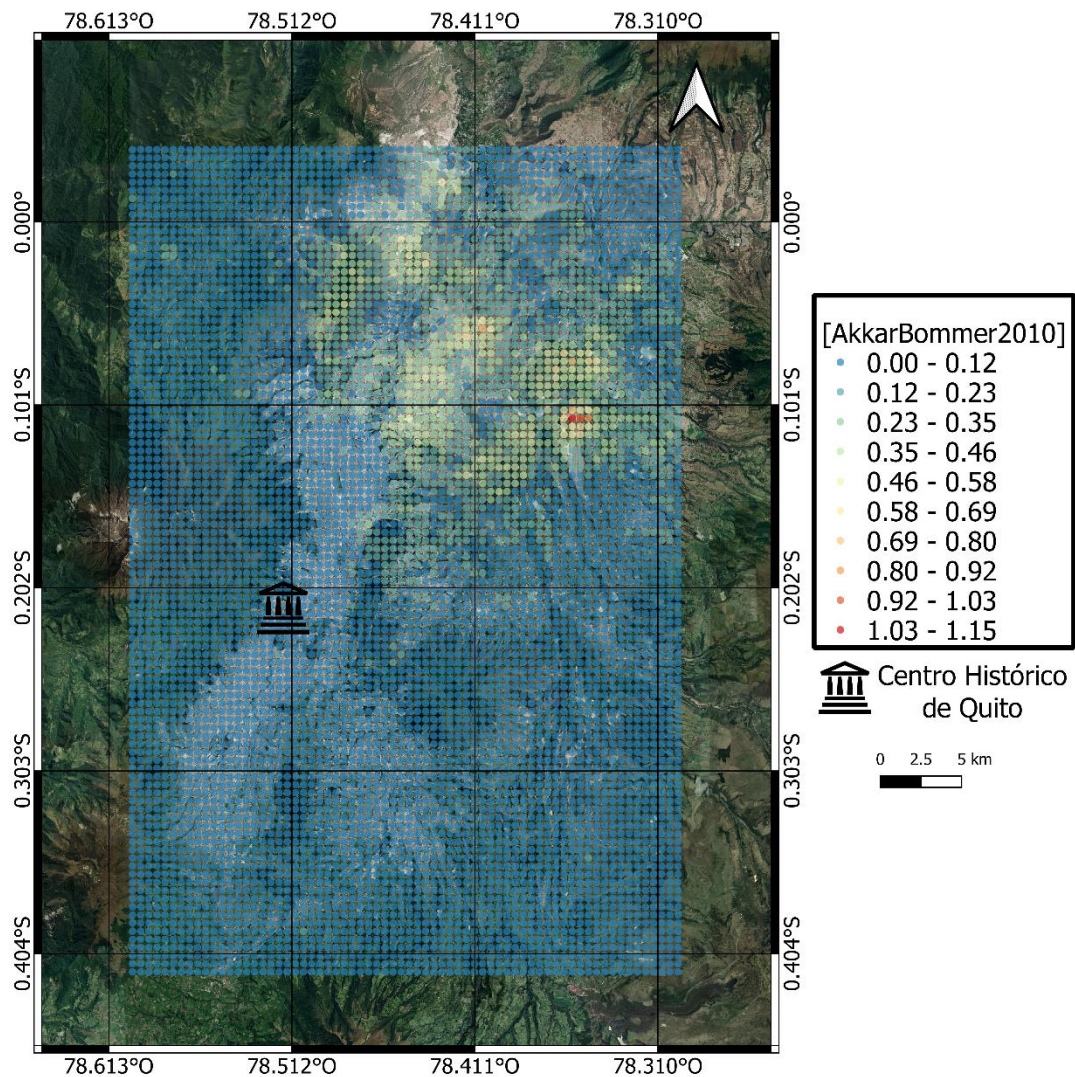 78.613°O 78.512°O 78.411°O 78.310°O
0.000°
0.101°S
0.202°S
0.303°S
0.404°S
0.000°
0.101°S
0.202°S
0.303°S
0.404°S
78.613°O 78.512°O 78.411°O 78.310°O
[AkkarBommer2010]
0.00 - 0.12
0.12 - 0.23
0.23 - 0.35
0.35 - 0.46
0.46 - 0.58
0.58 - 0.69
0.69 - 0.80
0.80 - 0.92
0.92 - 1.03
1.03 - 1.15
Centro Histórico
de Quito
0 2.5 5 km